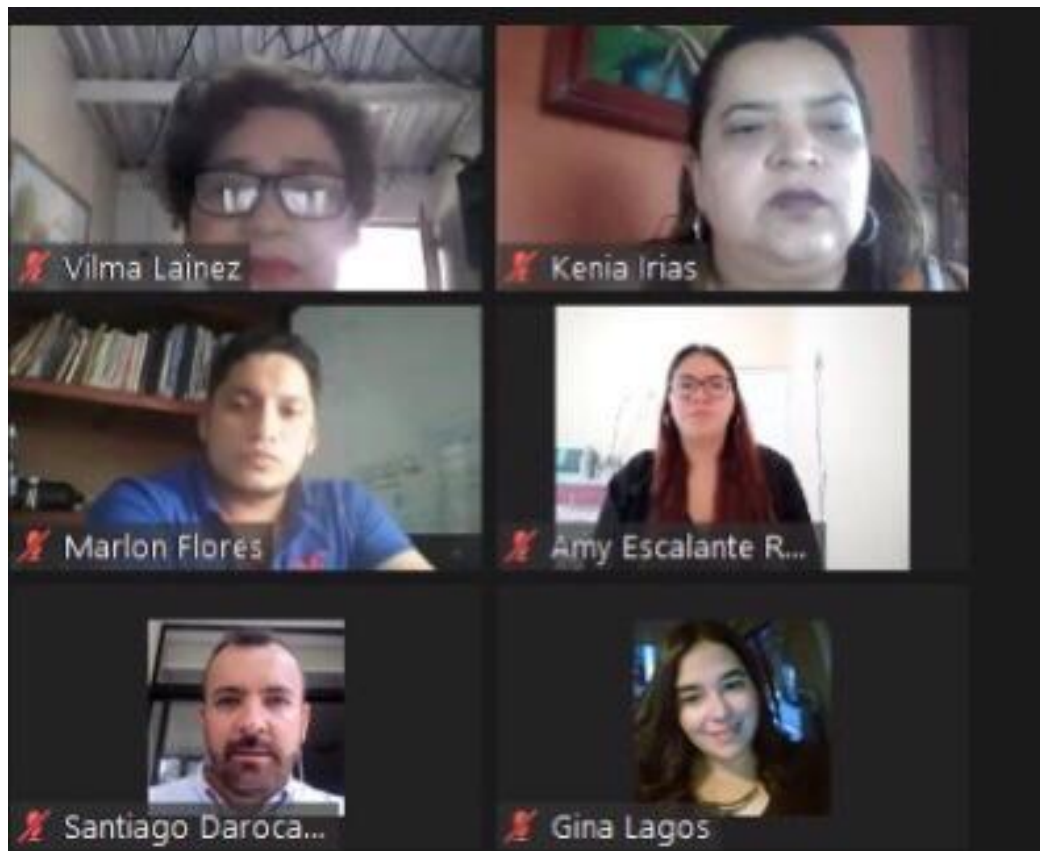 Vilma Lainez
Kenia Irias
Marlon Flores
Amy Escalante R...
Santiago Daroca...
Gina Lagos